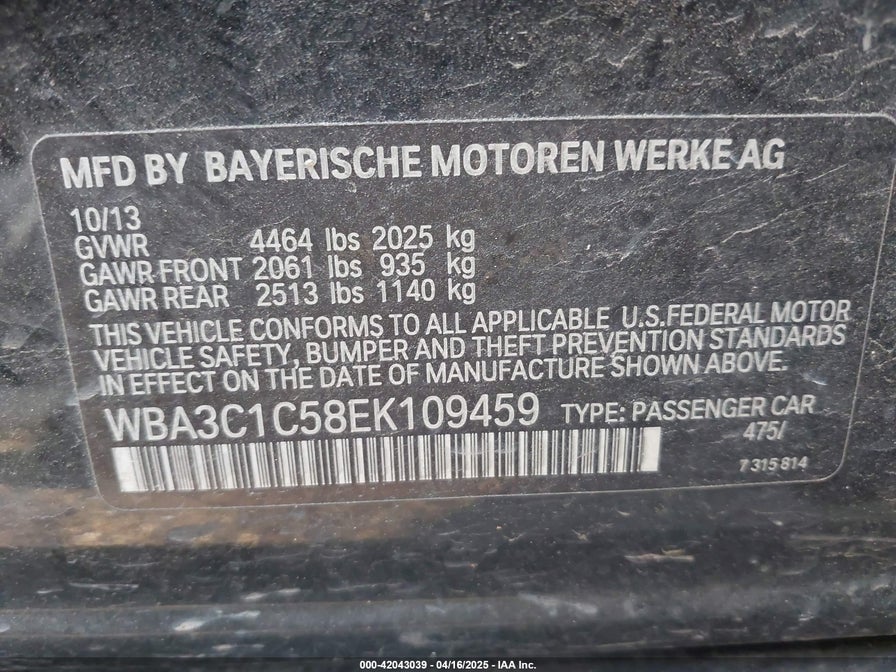 MFD BY BAYERISCHE MOTOREN WERKE AG
10/13
GVWR 4464 lbs 2025 kg
GAWR FRONT 2061 lbs 935 kg
GAWR REAR 2513 lbs 1140 kg
THIS VEHICLE CONFORMS TO ALL APPLICABLE U.S.FEDERAL MOTOR
VEHICLE SAFETY, BUMPER AND THEFT PREVENTION STANDARDS
IN EFFECT ON THE DATE OF MANUFACTURE SHOWN ABOVE.
WBA3C1C58EK109459 TYPE: PASSENGER CAR
475/
7315814
000-42043039 - 04/16/2025 - IAA Inc.